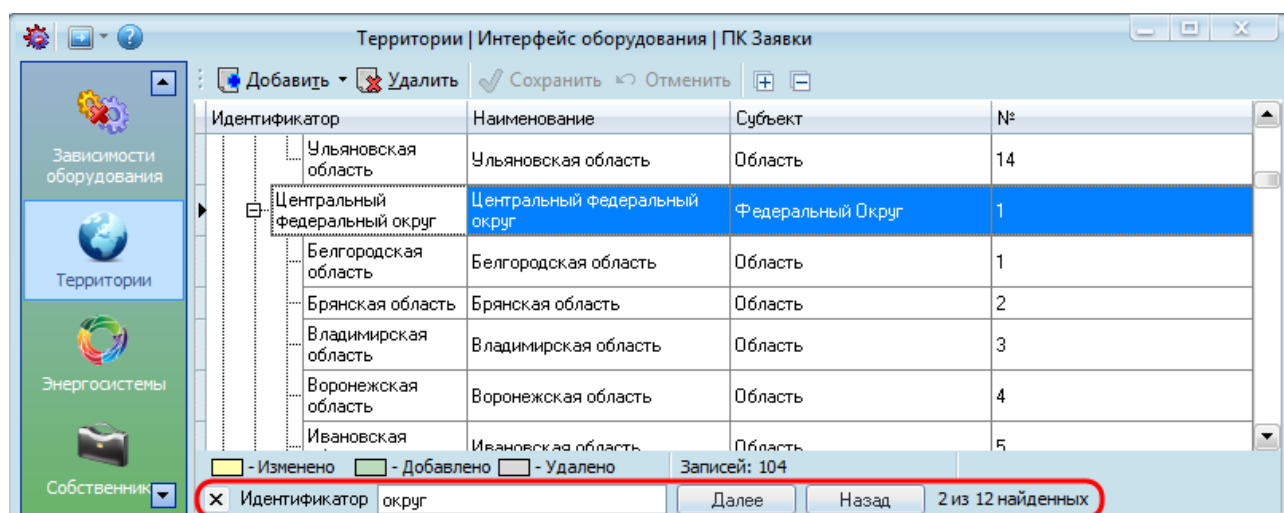 Территории | Интерфейс оборудования | ПК Заявки
Добавить Удалить Сохранить Отменить
Идентификатор Наименование Субъект №
Ульяновская область Ульяновская область Область 14
Центральный федеральный округ Центральный федеральный округ Федеральный Округ 1
Белгородская область Белгородская область Область 1
Брянская область Брянская область Область 2
Владимирская область Владимирская область Область 3
Воронежская область Воронежская область Область 4
Ивановская Ивановская область Область 5
Зависимости
оборудования
Территории
Энергосистемы
Собственник
- Изменено - Добавлено - Удалено Записей: 104
Идентификатор округ Далее Назад 2 из 12 найденных